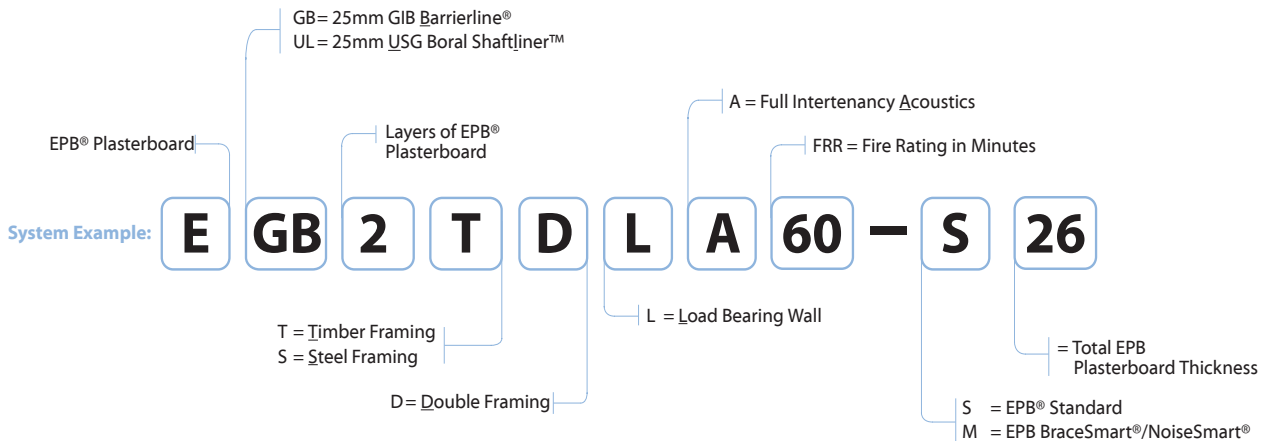 GB= 25mm GIB Barrierline®
UL = 25mm USG Boral Shaftliner™
A = Full Intertenancy Acoustics
EPB® Plasterboard
Layers of EPB®
Plasterboard
FRR = Fire Rating in Minutes
System Example: E GB 2 T D L A 60 – S 26
L = Load Bearing Wall
T = Timber Framing
S = Steel Framing
= Total EPB
Plasterboard Thickness
D= Double Framing
S = EPB® Standard
M = EPB BraceSmart®/NoiseSmart®